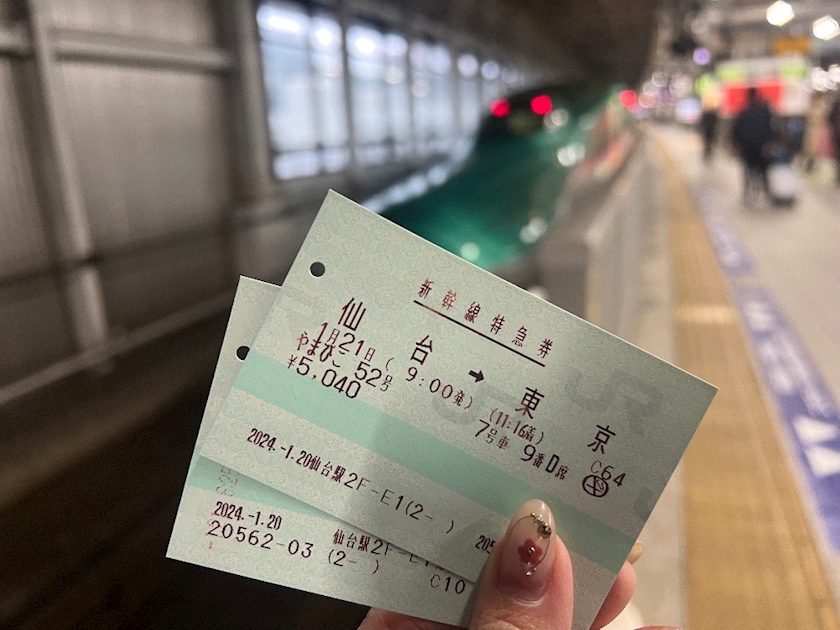 新幹線特急券
仙台 → 東京
1月21日 (9:00発) (11:16着) C64
やまびこ 52号 7号車 9番D席
¥5,040
2024.-1.20仙台駅2F-E1(2- )
2024.-1.20 仙台駅2F-E1
20562-03 (2- ) C10
JR